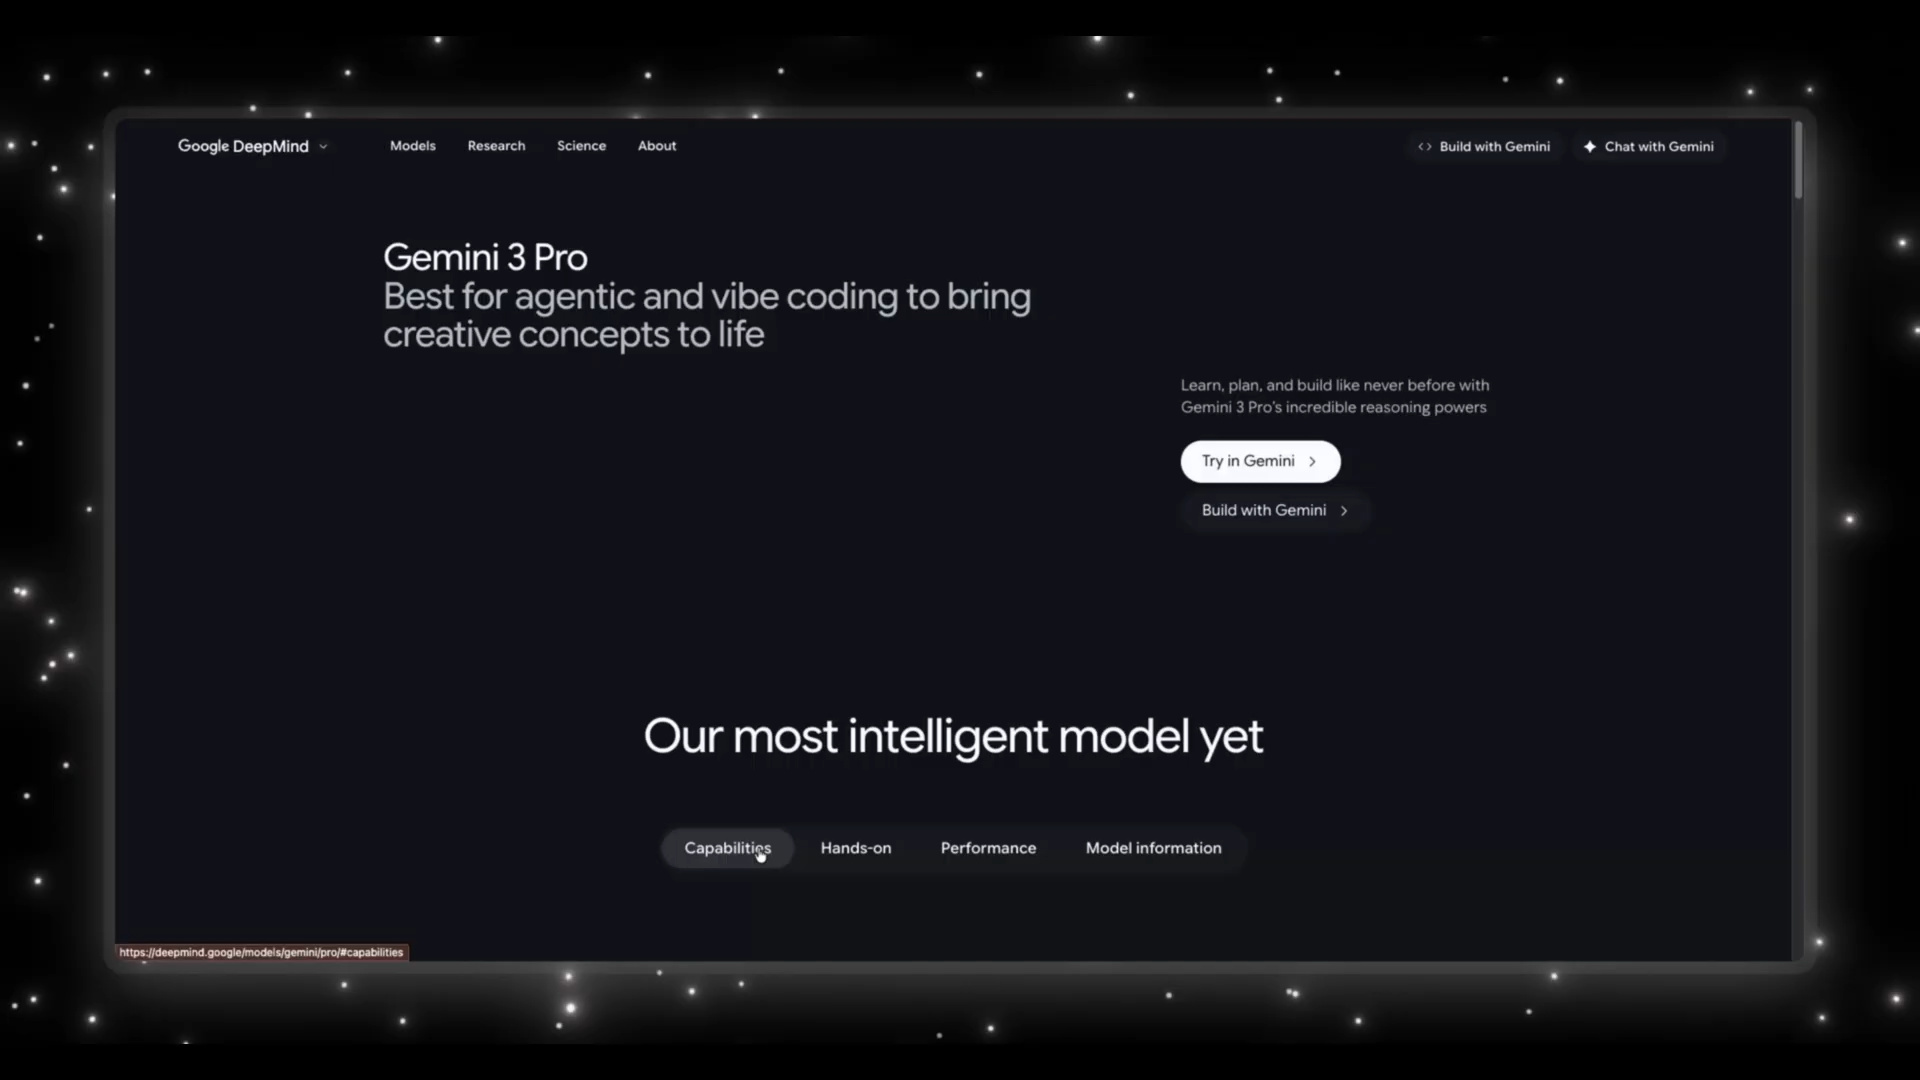 Google DeepMind
Models
Research
Science
About
Build with Gemini
Chat with Gemini
Gemini 3 Pro
Best for agentic and vibe coding to bring
creative concepts to life
Learn, plan, and build like never before with
Gemini 3 Pro's incredible reasoning powers
Try in Gemini
Build with Gemini
Our most intelligent model yet
Capabilities
Hands-on
Performance
Model information
https://deepmind.google/models/gemini/pro/#capabilities